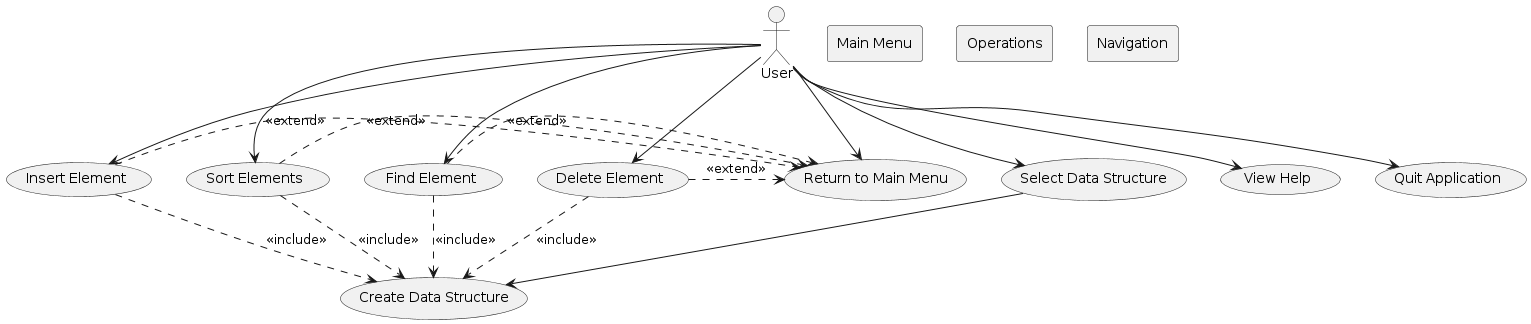 Main Menu
Operations
Navigation
User
«extend»
«extend»
«extend»
«extend»
Insert Element
Sort Elements
Find Element
Delete Element
Return to Main Menu
Select Data Structure
View Help
Quit Application
«include»
«include»
«include»
«include»
Create Data Structure